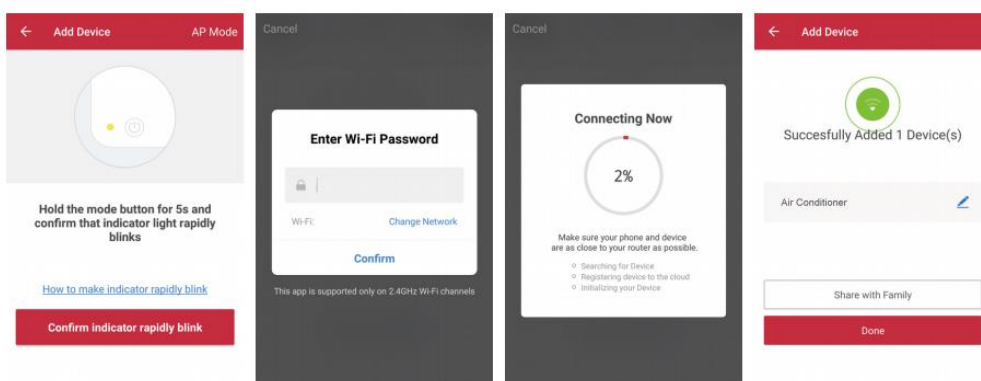 Add Device
AP Mode
Hold the mode button for 5s and
confirm that indicator light rapidly
blinks
How to make indicator rapidly blink
Confirm indicator rapidly blink
Cancel
Enter Wi-Fi Password
Wi-Fi:
Change Network
Confirm
This app is supported only on 2.4GHz Wi-Fi channels
Cancel
Connecting Now
2%
Make sure your phone and device
are as close to your router as possible.
Searching for Device
Registering device to the cloud
Initializing your Device
Add Device
Succesfully Added 1 Device(s)
Air Conditioner
Share with Family
Done